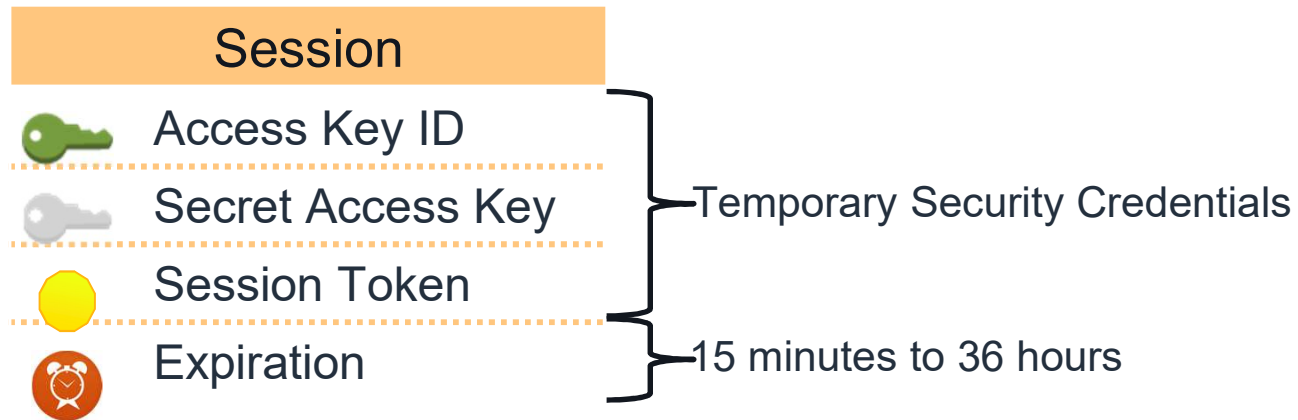 Session
Access Key ID
Secret Access Key
Temporary Security Credentials
Session Token
Expiration
15 minutes to 36 hours